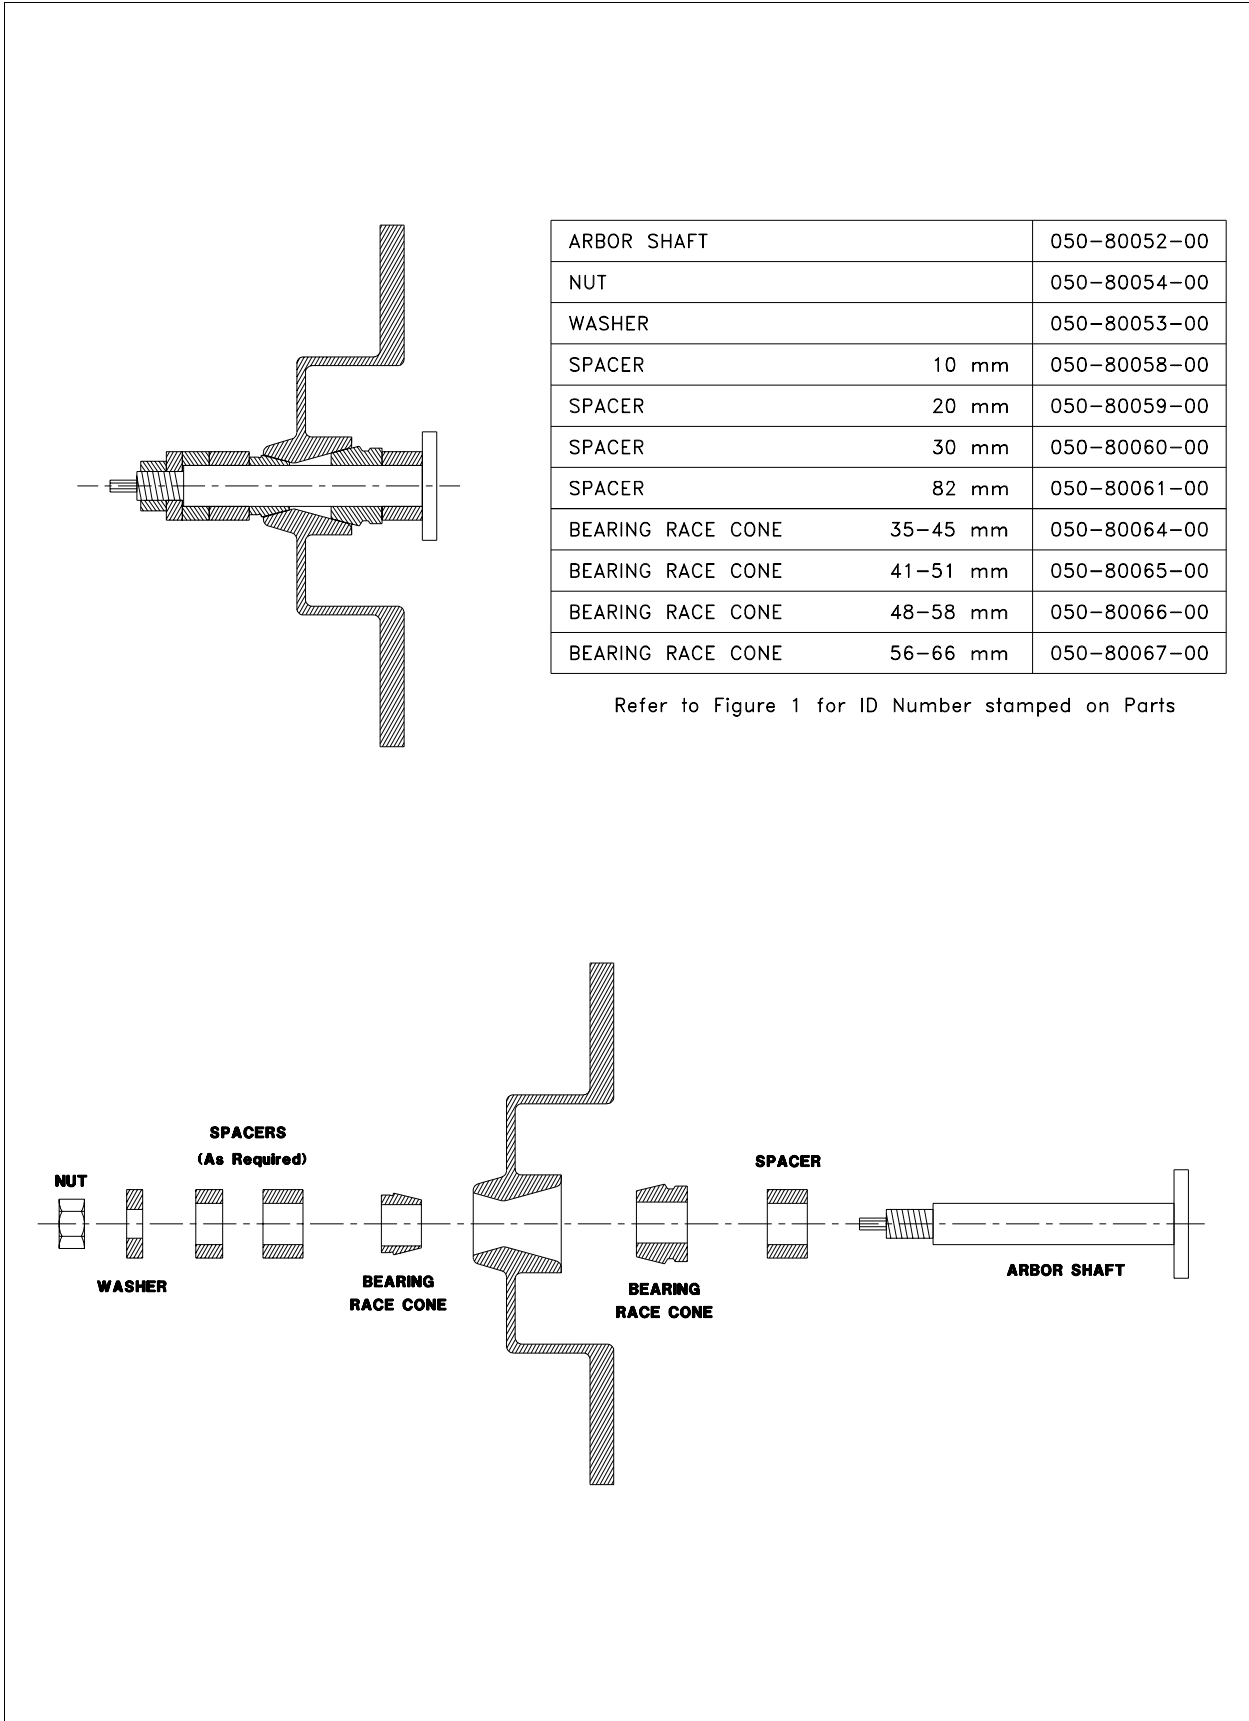 ARBOR SHAFT 050-80052-00
NUT 050-80054-00
WASHER 050-80053-00
SPACER 10 mm 050-80058-00
SPACER 20 mm 050-80059-00
SPACER 30 mm 050-80060-00
SPACER 82 mm 050-80061-00
BEARING RACE CONE 35-45 mm 050-80064-00
BEARING RACE CONE 41-51 mm 050-80065-00
BEARING RACE CONE 48-58 mm 050-80066-00
BEARING RACE CONE 56-66 mm 050-80067-00
Refer to Figure 1 for ID Number stamped on Parts
SPACERS
(As Required)
NUT
WASHER
BEARING
RACE CONE
BEARING
RACE CONE
SPACER
ARBOR SHAFT